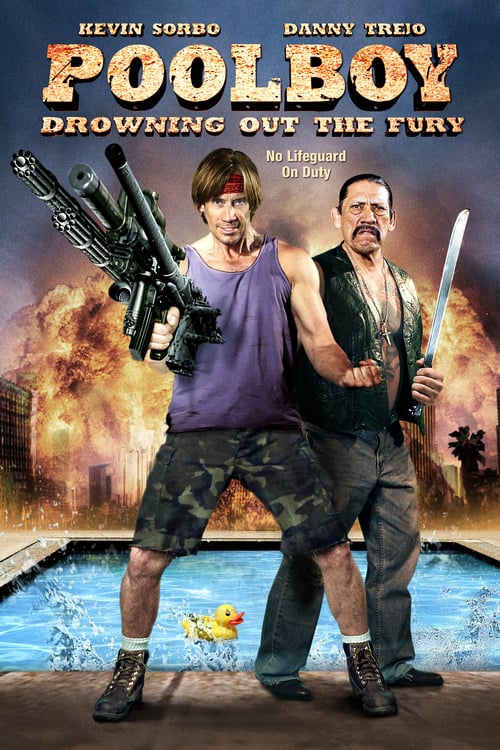 KEVIN SORBO DANNY TREJO
POOLBOY
DROWNING OUT THE FURY
No Lifeguard
On Duty